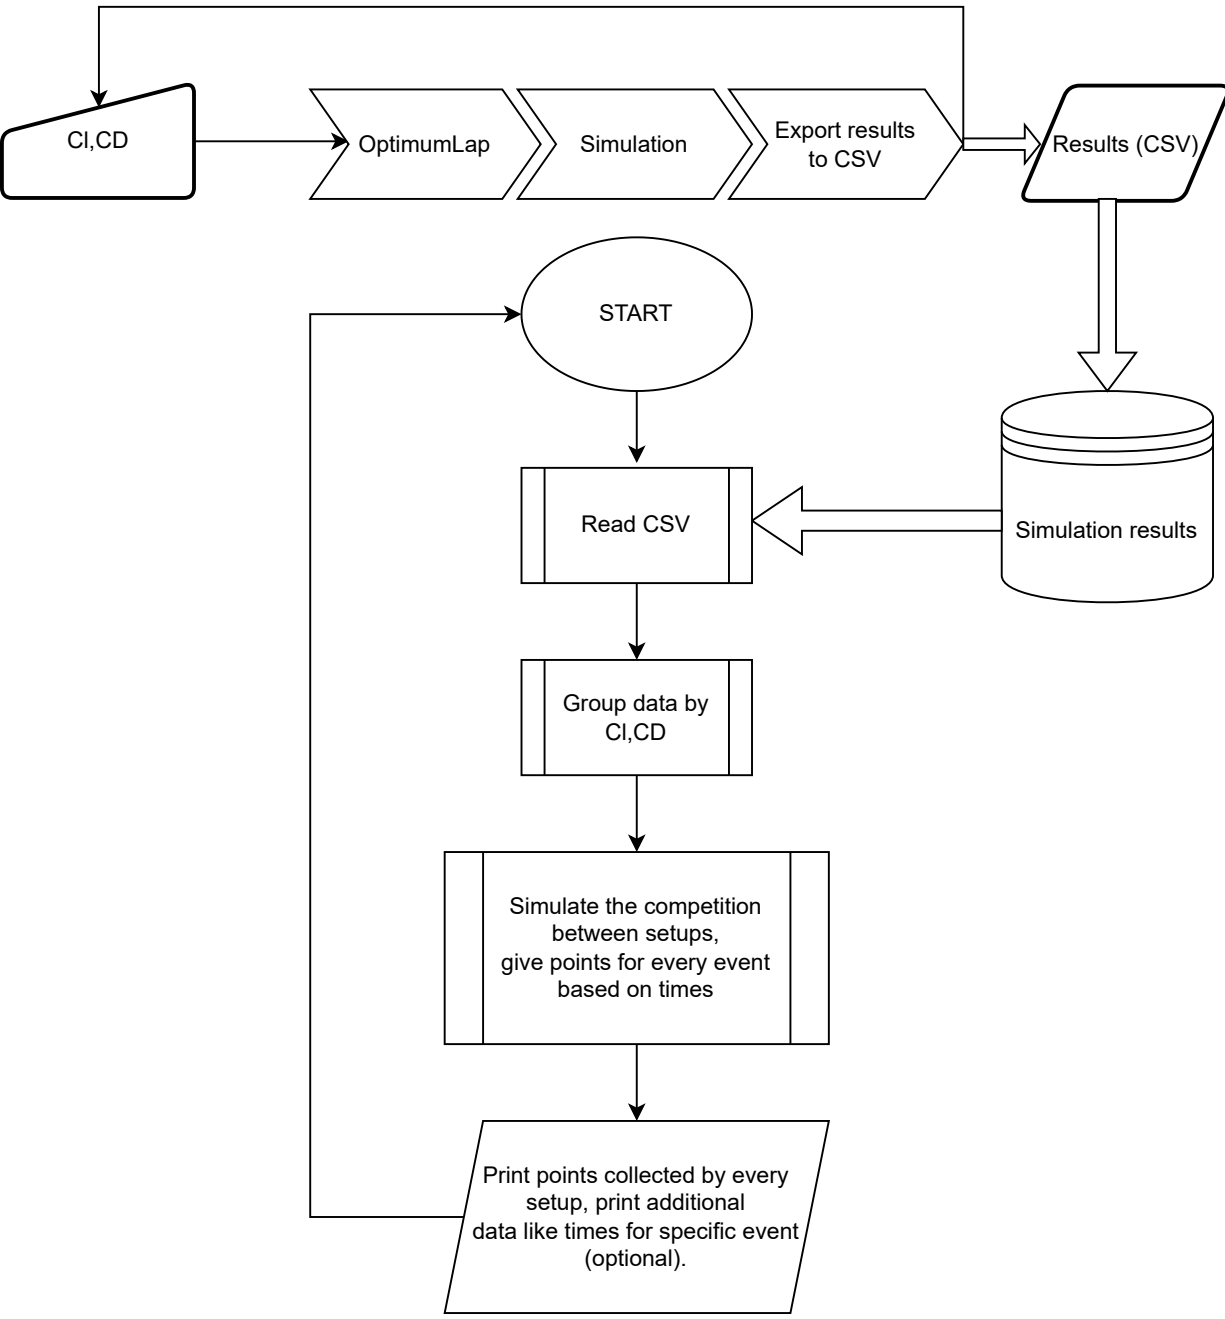 Cl,CD
OptimumLap
Simulation
Export results
to CSV
Results (CSV)
START
Read CSV
Simulation results
Group data by
Cl,CD
Simulate the competition
between setups,
give points for every event
based on times
Print points collected by every
setup, print additional
data like times for specific event
(optional).